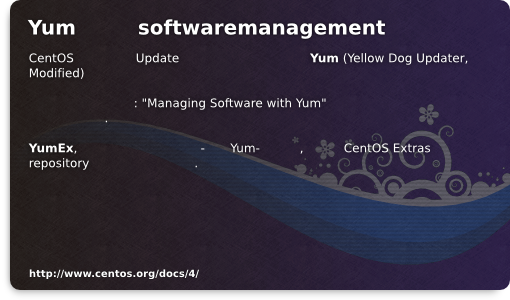 Yum softwaremanagement
CentOS Update Yum (Yellow Dog Updater,
Modified)
: "Managing Software with Yum"
.
YumEx, - Yum- , CentOS Extras
repository .
http://www.centos.org/docs/4/